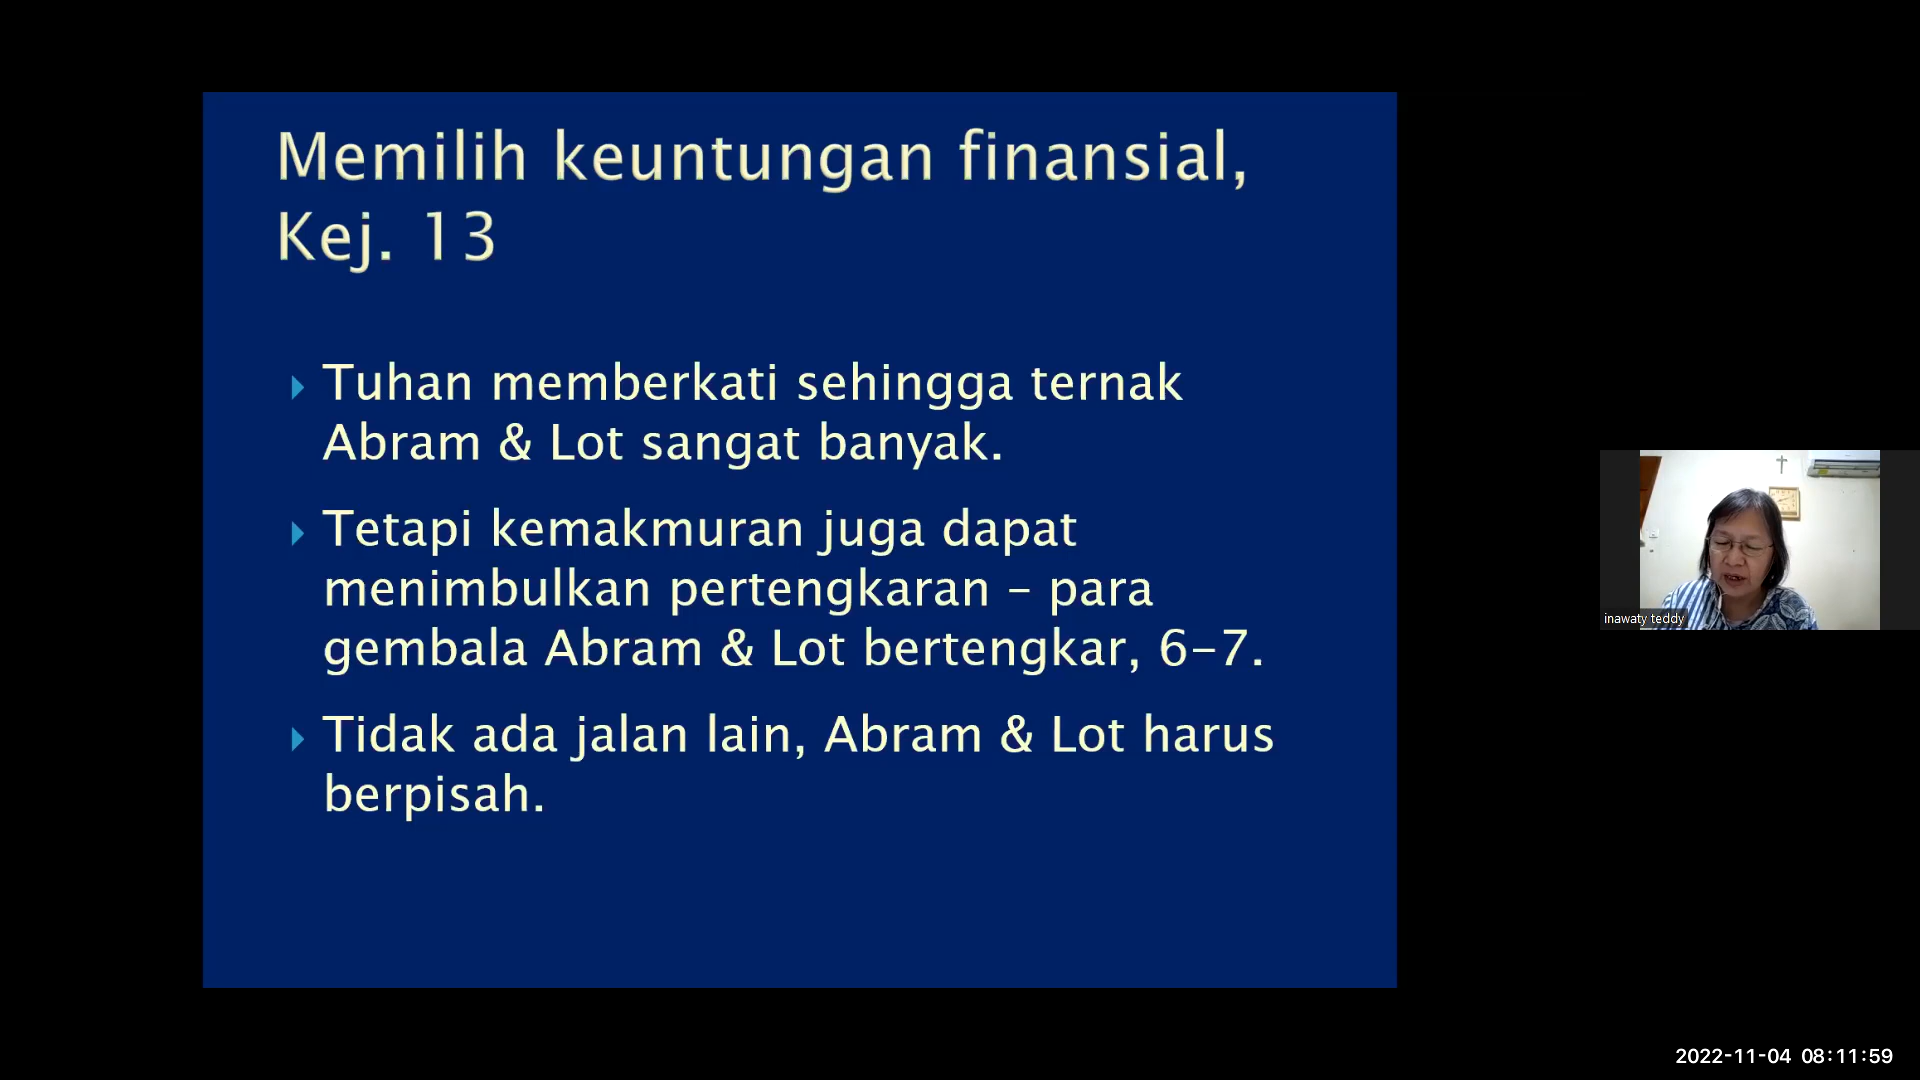 Memilih keuntungan finansial,
Kej. 13
Tuhan memberkati sehingga ternak
Abram & Lot sangat banyak.
Tetapi kemakmuran juga dapat
menimbulkan pertengkaran – para
gembala Abram & Lot bertengkar, 6–7.
Tidak ada jalan lain, Abram & Lot harus
berpisah.
inawaty teddy
2022-11-04 08:11:59